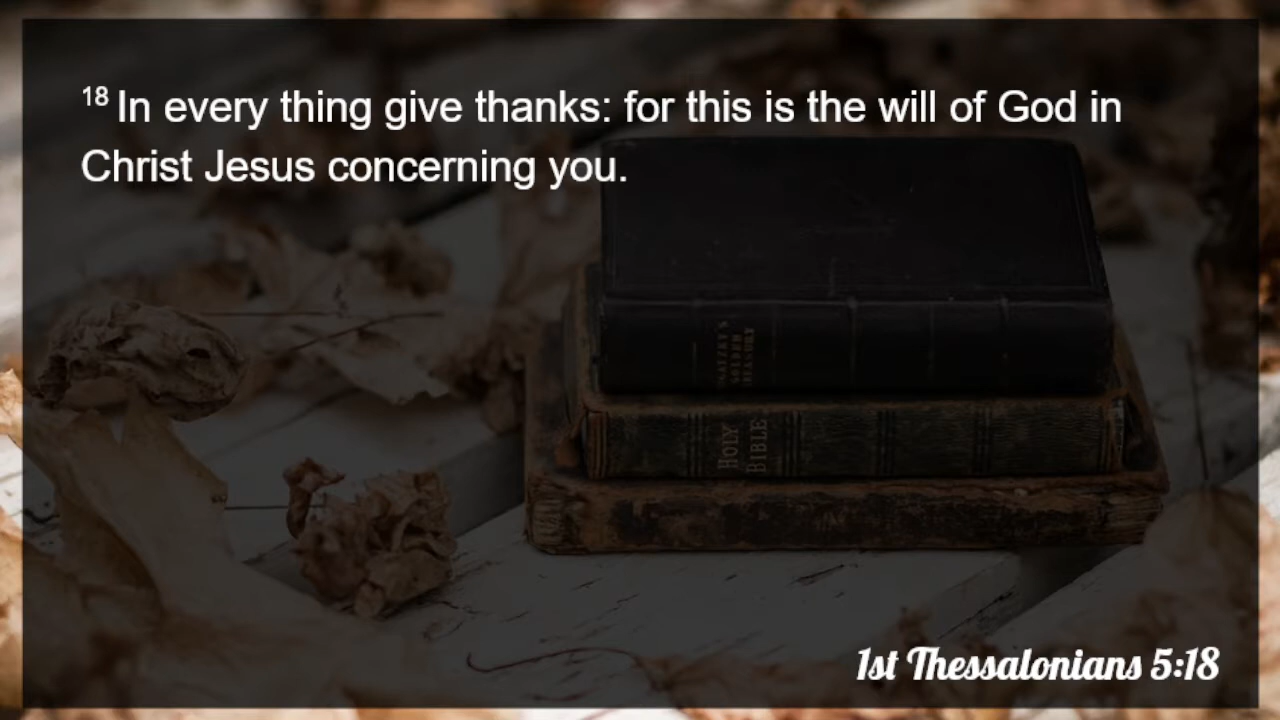 18 In every thing give thanks: for this is the will of God in
Christ Jesus concerning you.
HOLY
BIBLE
1st Thessalonians 5:18